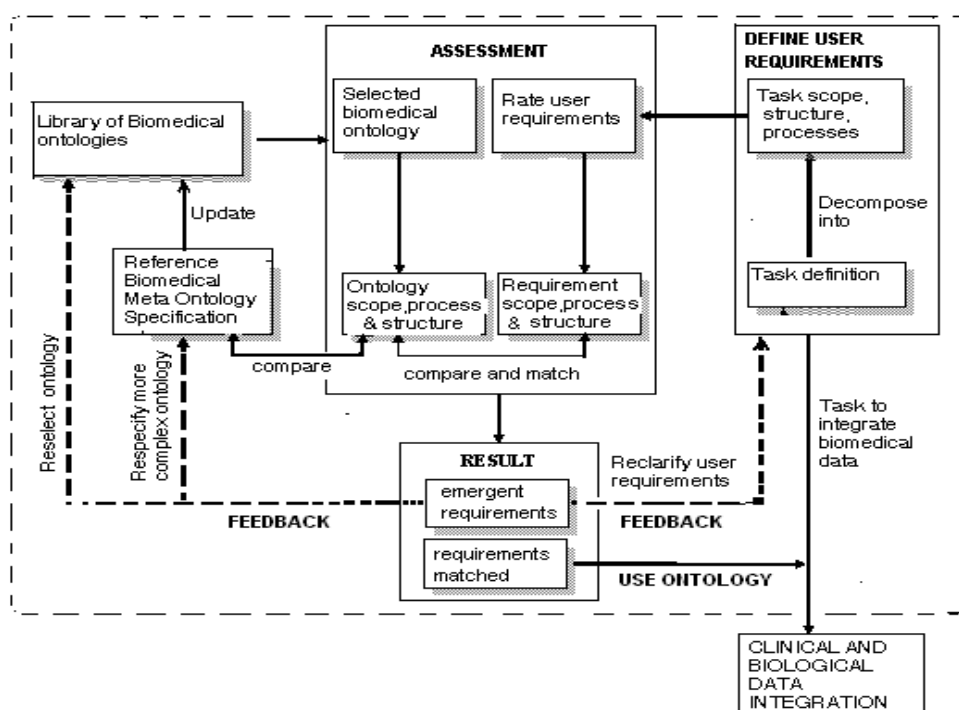 ASSESSMENT
DEFINE USER
REQUIREMENTS
Library of Biomedical
ontologies
Selected
biomedical
ontology
Rate user
requirements
Task scope,
structure,
processes
Update
Decompose
into
Reference
Biomedical
Meta Ontology
Specification
Ontology
scope,process
& structure
Requirement
scope,process
& structure
Task definition
compare
compare and match
Reselect ontology
Respecify more
complex ontology
Task to
integrate
biomedical
data
RESULT
emergent
requirements
Reclarify user
requirements
FEEDBACK
FEEDBACK
requirements
matched
USE ONTOLOGY
CLINICAL AND
BIOLOGICAL
DATA
INTEGRATION